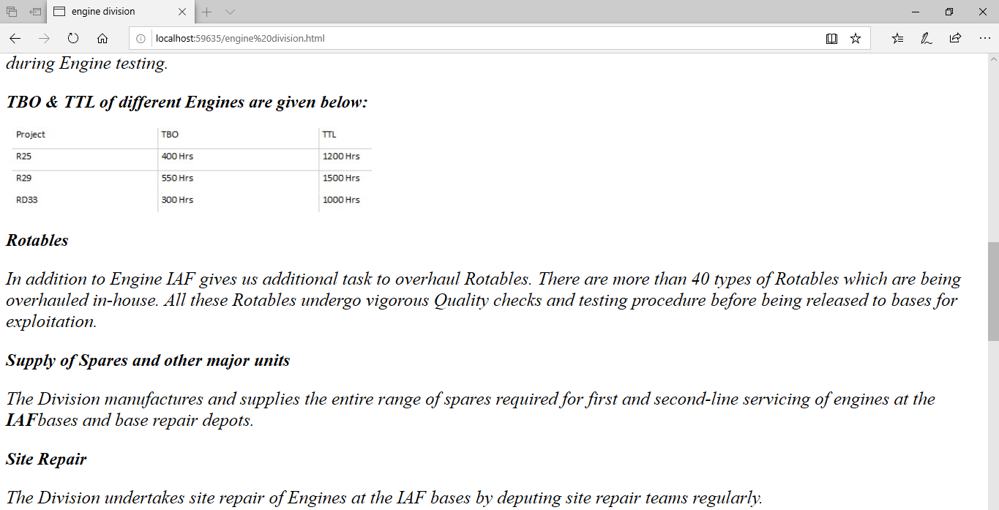 engine division
localhost:59635/engine%20division.html
during Engine testing.
TBO & TTL of different Engines are given below:
Project TBO TTL
R25 400 Hrs 1200 Hrs
R29 550 Hrs 1500 Hrs
RD33 300 Hrs 1000 Hrs
Rotables
In addition to Engine IAF gives us additional task to overhaul Rotables. There are more than 40 types of Rotables which are being
overhauled in-house. All these Rotables undergo vigorous Quality checks and testing procedure before being released to bases for
exploitation.
Supply of Spares and other major units
The Division manufactures and supplies the entire range of spares required for first and second-line servicing of engines at the
IAFbases and base repair depots.
Site Repair
The Division undertakes site repair of Engines at the IAF bases by deputing site repair teams regularly.